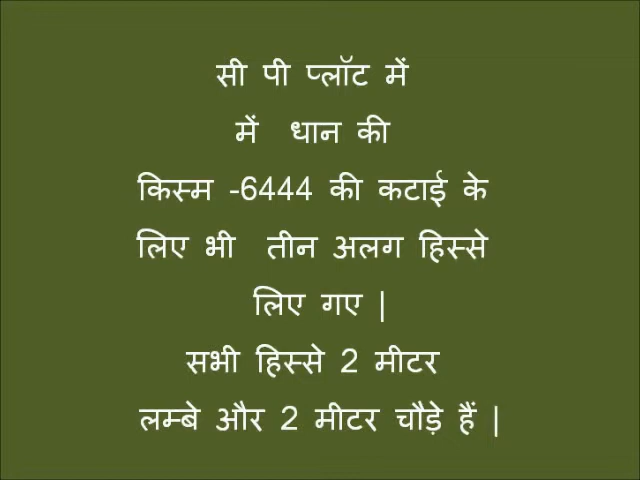 सी पी प्लॉट में
में धान की
किस्म -6444 की कटाई के
लिए भी तीन अलग हिस्से
लिए गए |
सभी हिस्से 2 मीटर
लम्बे और 2 मीटर चौड़े हैं |